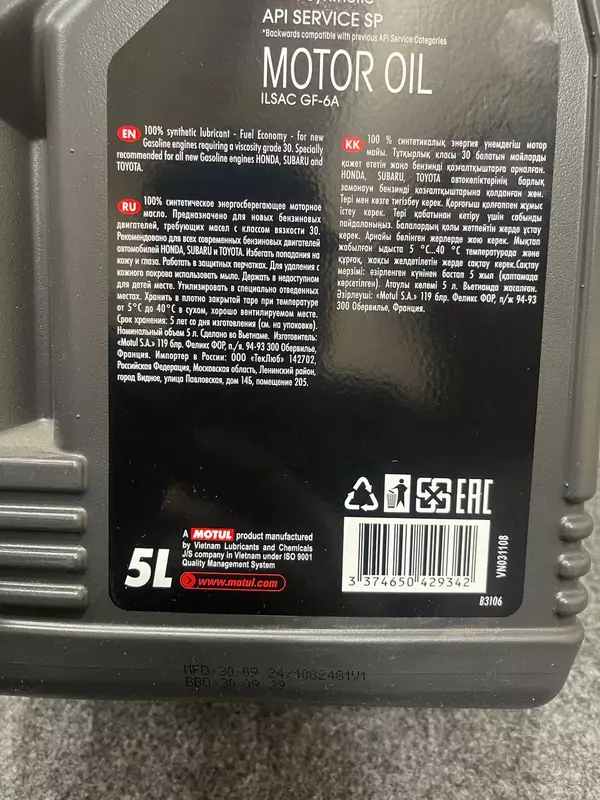 API SERVICE SP
*Backwards compatible with previous API Service Categories
MOTOR OIL
ILSAC GF-6A
EN 100% synthetic lubricant - Fuel Economy - for new
Gasoline engines requiring a viscosity grade 30. Specially
recommended for all new Gasoline engines HONDA, SUBARU and
TOYOTA.
RU 100% синтетическое энергосберегающее моторное
масло. Предназначено для новых бензиновых
двигателей, требующих масел с классом вязкости 30.
Рекомендовано для всех современных бензиновых двигателей
автомобилей HONDA, SUBARU и TOYOTA. Избегать попадания на
кожу и глаза. Работать в защитных перчатках. Для удаления с
кожного покрова использовать мыло. Держать в недоступном
для детей месте. Утилизировать в специально отведенных
местах. Хранить в плотно закрытой таре при температуре
от 5°C до 40°C в сухом, хорошо вентилируемом месте.
Срок хранения: 5 лет со дня изготовления (см. на упаковке).
Номинальный объем 5 л. Сделано во Вьетнаме. Изготовитель:
«Motul S.A.» 119 блр. Феликс ФОР, п/я. 94-300 Обервилье,
Франция. Импортер в России: ООО «ТекЛюб» 142702,
Российская Федерация, Московская область, Ленинский район,
город Видное, улица Павловская, дом 14Б, помещение 205.
KK 100 % синтетикалық энергия үнемдегіш мотор
майы. Тұтқырлық класы 30 болатын майларды
қажет ететін жаңа бензинді қозғалтқыштарға арналған.
HONDA, SUBARU, TOYOTA автокөліктерінің барлық
заманауи бензинді қозғалтқыштарына қолданған жөн.
Тері мен көзге тигізбеу керек. Қорғағыш қолғаппен жұмыс
істеу керек. Тері қабатынан кетіру үшін сабынды
пайдаланыңыз. Балалардың қолы жетпейтін жерде ұстау
керек. Арнайы бөлінген жерлерде жою керек. Мықтап
жабылған ыдыста 5 °C...40 °C температурада және
құрғақ, жақсы желдетілетін жерде сақтау керек.Сақтау
мерзімі: әзірленген күнінен бастап 5 жыл (қаптамада
көрсетілген). Атаулы көлемі 5 л. Вьетнамда жасалған.
Әзірлеуші: «Motul S.A.» 119 блр. Феликс ФОР, п/ж 94-93
300 Обервилье, Франция.
EAC
5L
A MOTUL product manufactured
by Vietnam Lubricants and Chemicals
J/S company in Vietnam under ISO 9001
Quality Management System
www.motul.com
3 374650 429342
VN031108
B3106
MFD 30 09 24/4082481V1
BBD 30 09 29